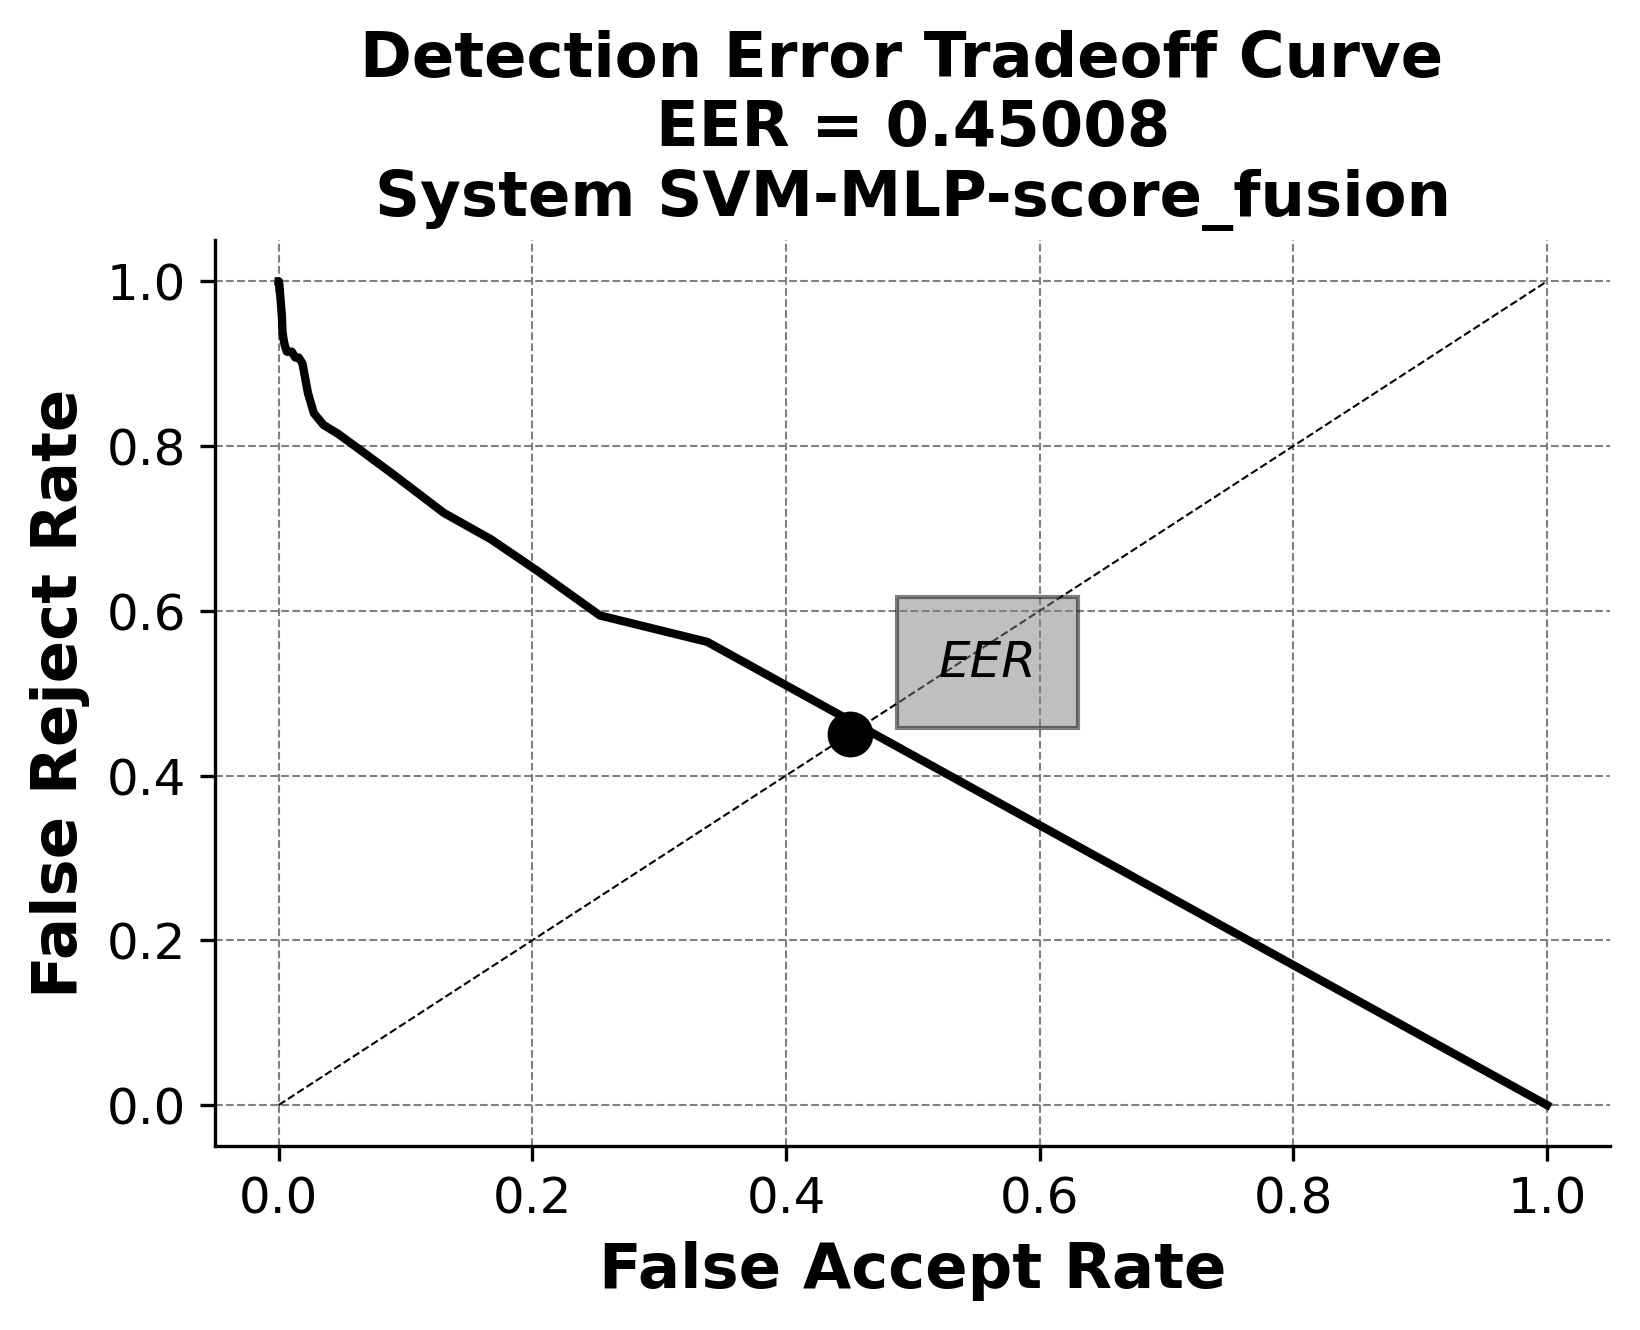 Detection Error Tradeoff Curve
EER = 0.45008
System SVM-MLP-score_fusion
1.0
0.8
0.6
0.4
0.2
0.0
False Reject Rate
EER
0.0 0.2 0.4 0.6 0.8 1.0
False Accept Rate